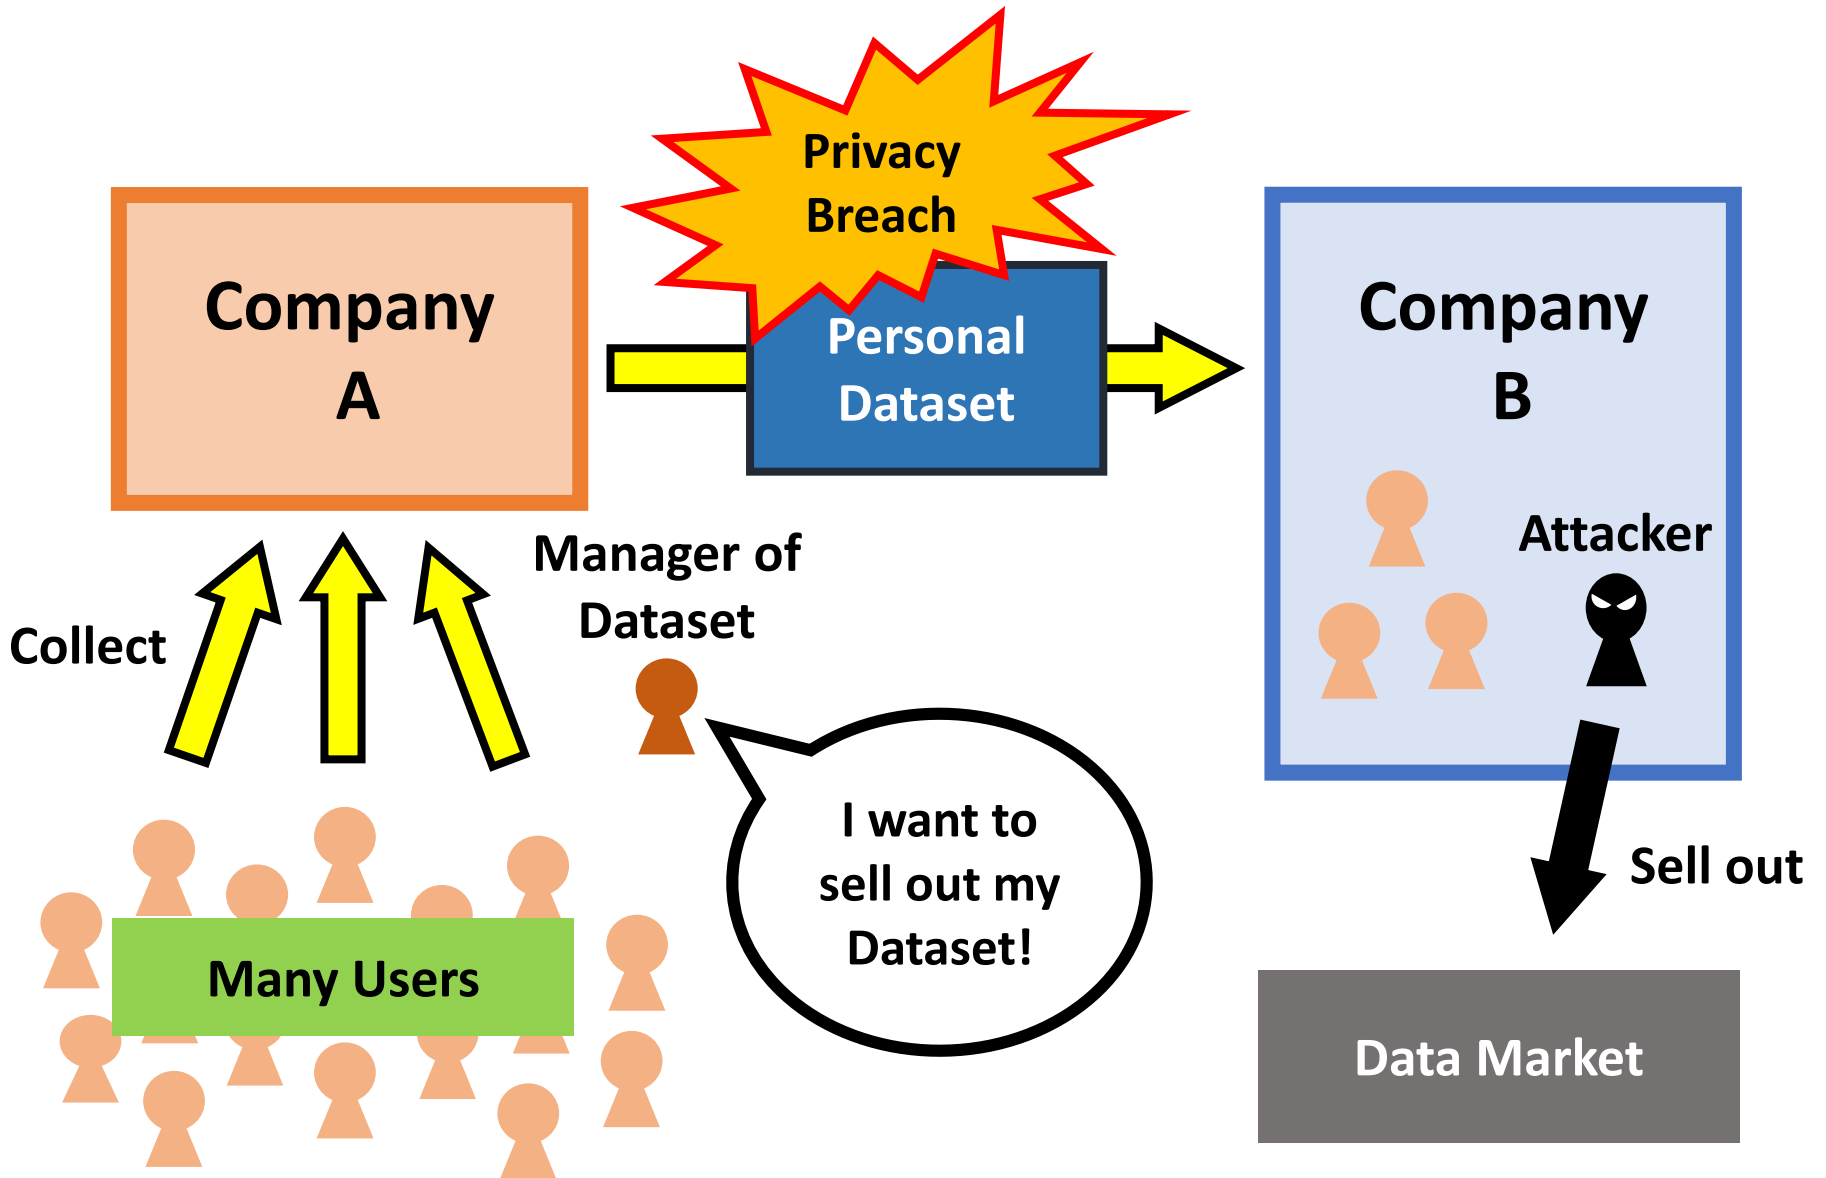 Privacy
Breach
Company
A
Personal
Dataset
Company
B
Collect
Manager of
Dataset
Attacker
I want to
sell out my
Dataset!
Sell out
Many Users
Data Market